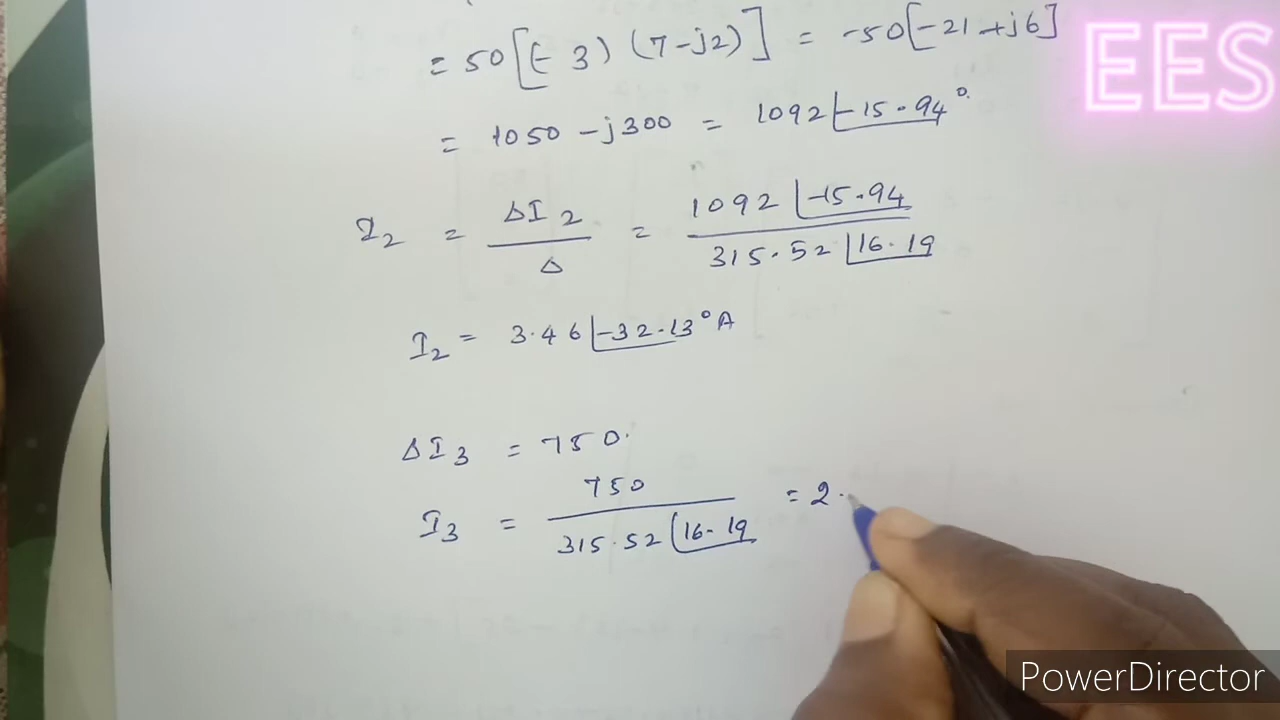 = 50[(-3)(7-j2)] = -50[-21+j6]
EES
= 1050 -j300 = 1092∠-15.94°
I₂ = ΔI₂/Δ = 1092∠-15.94 / 315.52∠16.19
I₂ = 3.46∠-32.13° A
ΔI₃ = 750.
I₃ = 750 / 315.52∠16.19 = 2.
PowerDirector